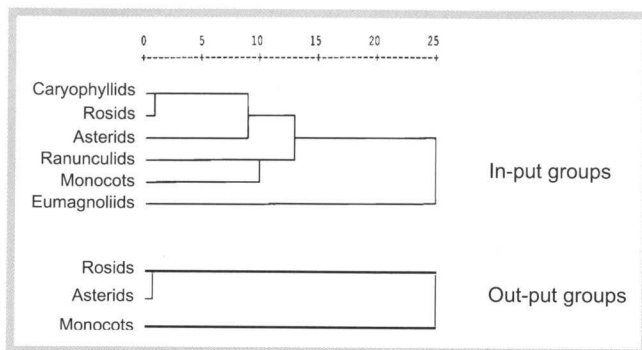 0 5 10 15 20 25
Caryophyllids
Rosids
Asterids
Ranunculids
Monocots
Eumagnoliids
In-put groups
Rosids
Asterids
Monocots
Out-put groups